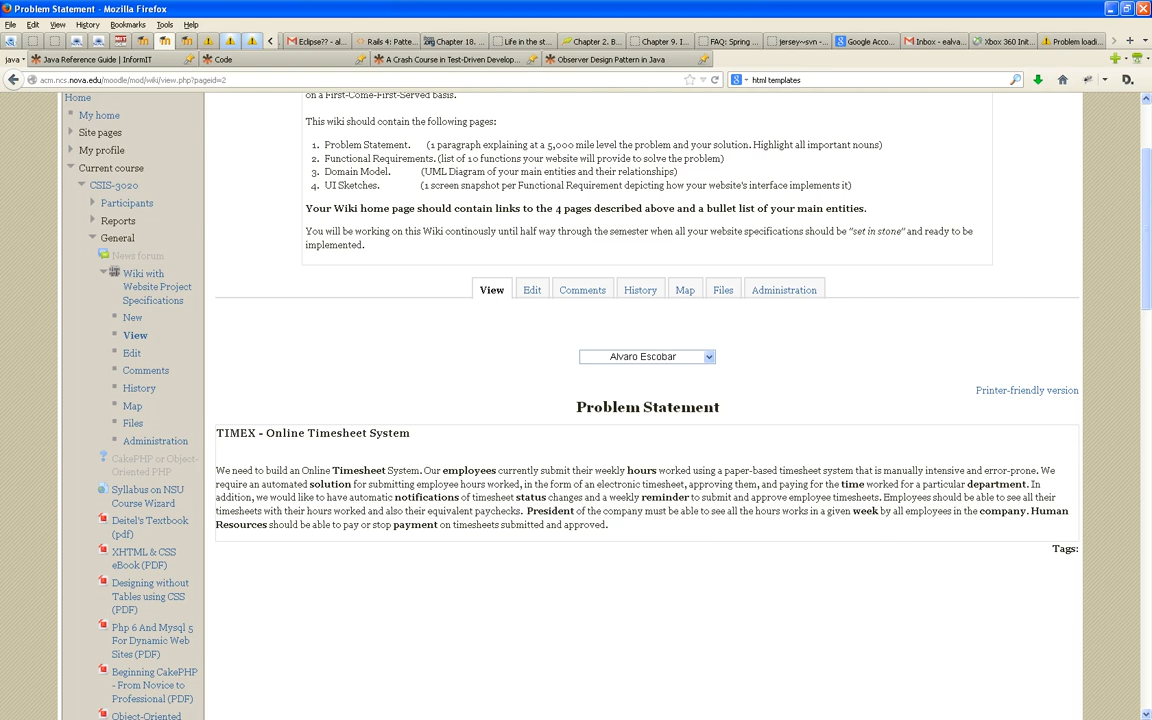 Problem Statement - Mozilla Firefox
File Edit View History Bookmarks Tools Help
Eclipse?? - al... Rails 4: Patte... Chapter 18. ... Life in the st... Chapter 2. B... Chapter 9. I... FAQ: Spring ... jersey~svn -... Google Acco... Inbox - ealva... Xbox 360 Init... Problem loadi...
java Java Reference Guide | InformIT Code A Crash Course in Test-Driven Develop... Observer Design Pattern in Java
acm.ncs.nova.edu/moodle/mod/wiki/view.php?pageid=2 html templates
Home
My home
Site pages
My profile
Current course
CSIS-3020
Participants
Reports
General
News forum
Wiki with
Website Project
Specifications
New
View
Edit
Comments
History
Map
Files
Administration
CakePHP or Object-
Oriented PHP
Syllabus on NSU
Course Wizard
Deitel's Textbook
(pdf)
XHTML & CSS
eBook (PDF)
Designing without
Tables using CSS
(PDF)
Php 6 And Mysql 5
For Dynamic Web
Sites (PDF)
Beginning CakePHP
- From Novice to
Professional (PDF)
Object-Oriented
on a First-Come-First-Served basis.
This wiki should contain the following pages:
1. Problem Statement. (1 paragraph explaining at a 5,000 mile level the problem and your solution. Highlight all important nouns)
2. Functional Requirements. (list of 10 functions your website will provide to solve the problem)
3. Domain Model. (UML Diagram of your main entities and their relationships)
4. UI Sketches. (1 screen snapshot per Functional Requirement depicting how your website's interface implements it)
Your Wiki home page should contain links to the 4 pages described above and a bullet list of your main entities.
You will be working on this Wiki continously until half way through the semester when all your website specifications should be "set in stone" and ready to be
implemented.
View Edit Comments History Map Files Administration
Alvaro Escobar
Printer-friendly version
Problem Statement
TIMEX - Online Timesheet System
We need to build an Online Timesheet System. Our employees currently submit their weekly hours worked using a paper-based timesheet system that is manually intensive and error-prone. We
require an automated solution for submitting employee hours worked, in the form of an electronic timesheet, approving them, and paying for the time worked for a particular department. In
addition, we would like to have automatic notifications of timesheet status changes and a weekly reminder to submit and approve employee timesheets. Employees should be able to see all their
timesheets with their hours worked and also their equivalent paychecks. President of the company must be able to see all the hours works in a given week by all employees in the company. Human
Resources should be able to pay or stop payment on timesheets submitted and approved.
Tags: